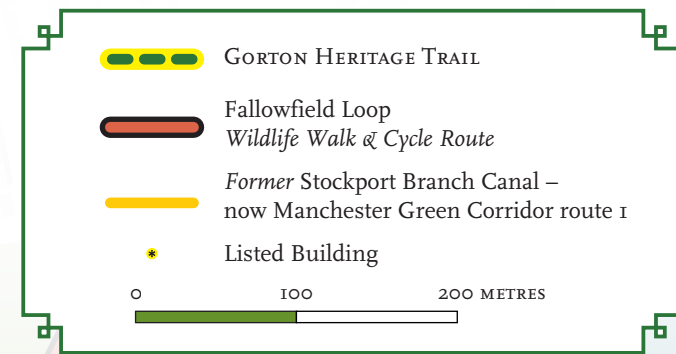 Gorton Heritage Trail
Fallowfield Loop
Wildlife Walk & Cycle Route
Former Stockport Branch Canal –
now Manchester Green Corridor route 1
* Listed Building
0 100 200 metres